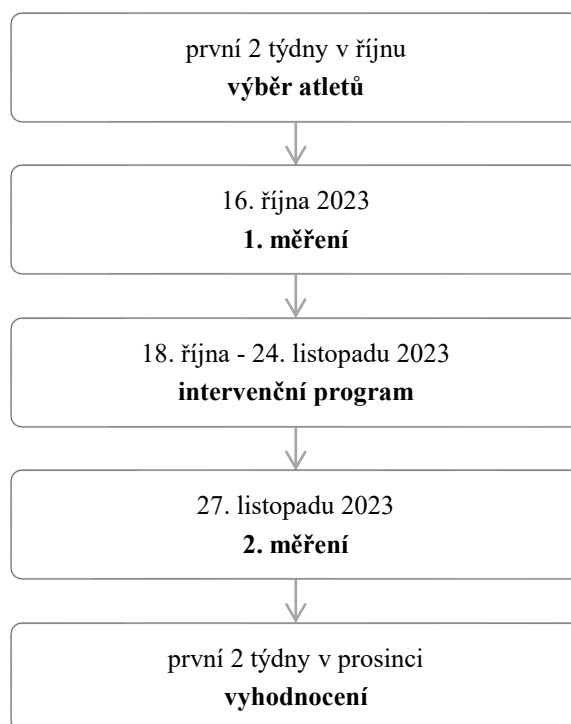 první 2 týdny v říjnu
výběr atletů
16. října 2023
1. měření
18. října - 24. listopadu 2023
intervenční program
27. listopadu 2023
2. měření
první 2 týdny v prosinci
vyhodnocení